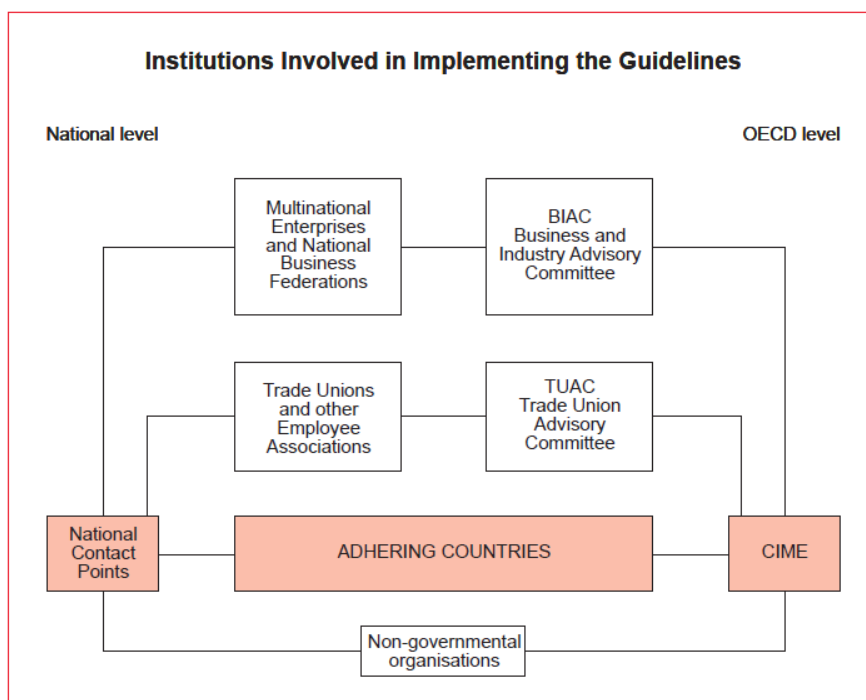 Institutions Involved in Implementing the Guidelines
National level
OECD level
Multinational
Enterprises
and National
Business
Federations
BIAC
Business and
Industry Advisory
Committee
Trade Unions
and other
Employee
Associations
TUAC
Trade Union
Advisory
Committee
National
Contact
Points
ADHERING COUNTRIES
CIME
Non-governmental
organisations